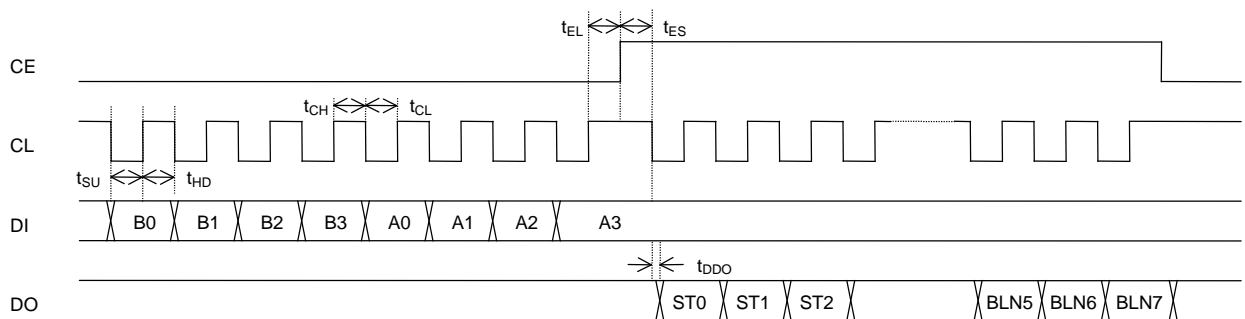 tEL tES
CE
tCH tCL
CL
tSU tHD
DI B0 B1 B2 B3 A0 A1 A2 A3
tDDO
DO ST0 ST1 ST2 BLN5 BLN6 BLN7